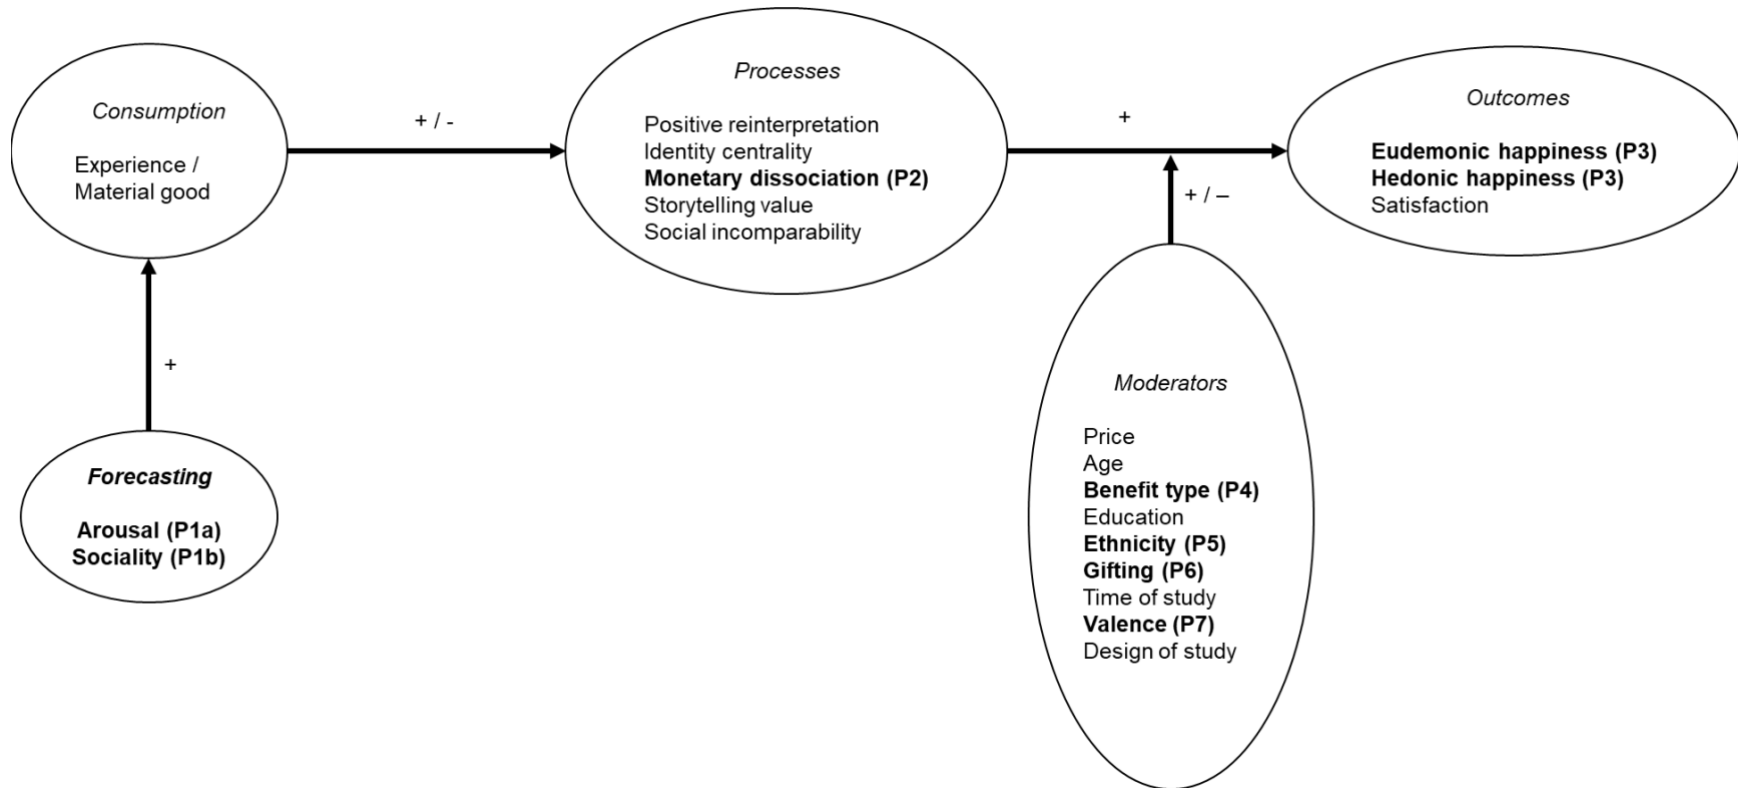 Consumption
Experience /
Material good
+ / -
Processes
Positive reinterpretation
Identity centrality
Monetary dissociation (P2)
Storytelling value
Social incomparability
+
Outcomes
Eudemonic happiness (P3)
Hedonic happiness (P3)
Satisfaction
+ / –
+
Forecasting
Arousal (P1a)
Sociality (P1b)
Moderators
Price
Age
Benefit type (P4)
Education
Ethnicity (P5)
Gifting (P6)
Time of study
Valence (P7)
Design of study